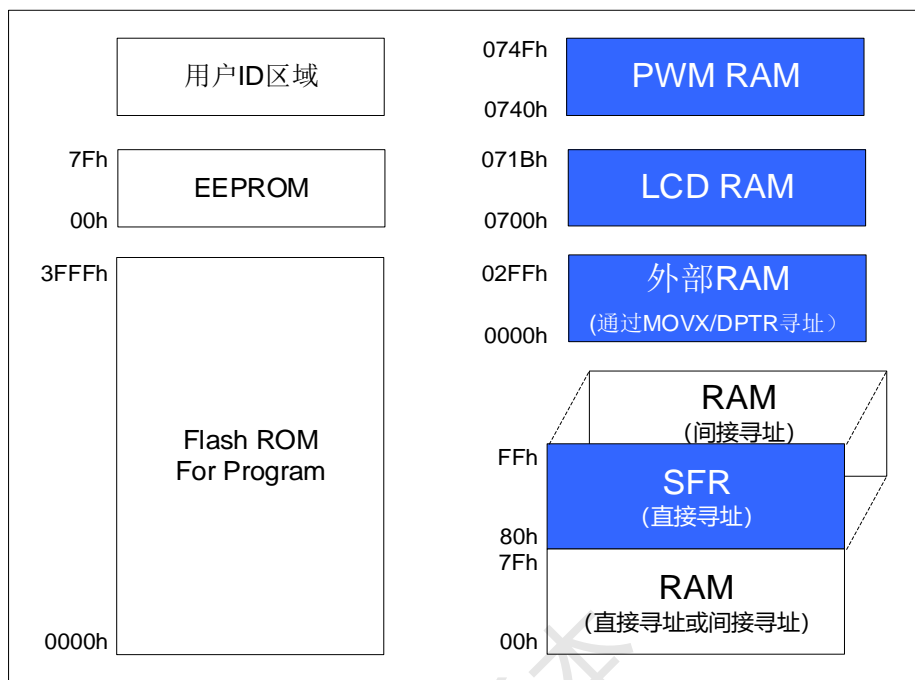 用户ID区域
7Fh
EEPROM
00h
3FFFh
Flash ROM
For Program
0000h
074Fh
PWM RAM
0740h
071Bh
LCD RAM
0700h
02FFh
外部RAM
(通过MOVX/DPTR寻址）
0000h
RAM
(间接寻址)
FFh
SFR
(直接寻址)
80h
7Fh
RAM
(直接寻址或间接寻址)
00h
本